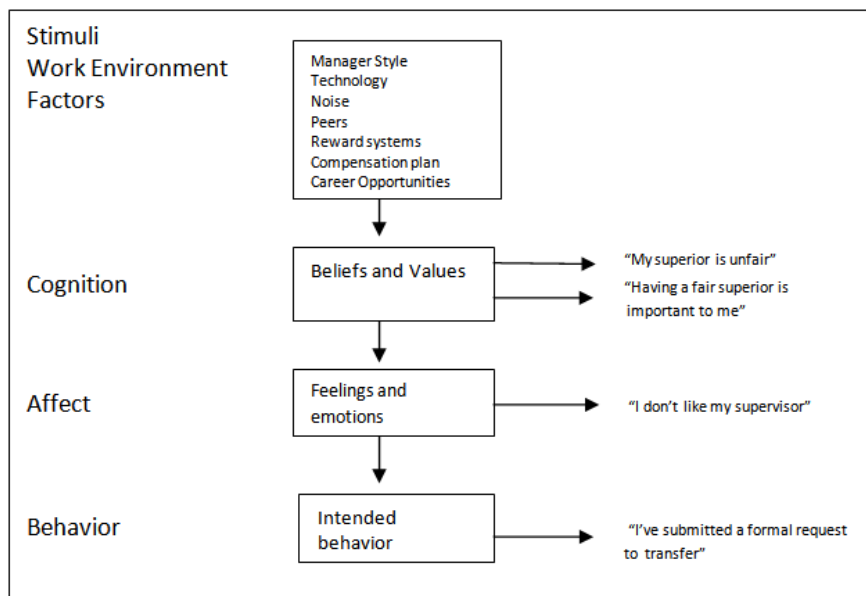 Stimuli
Work Environment
Factors
Manager Style
Technology
Noise
Peers
Reward systems
Compensation plan
Career Opportunities
Cognition
Beliefs and Values
“My superior is unfair”
“Having a fair superior is
important to me”
Affect
Feelings and
emotions
“I don’t like my supervisor”
Behavior
Intended
behavior
“I’ve submitted a formal request
to transfer”